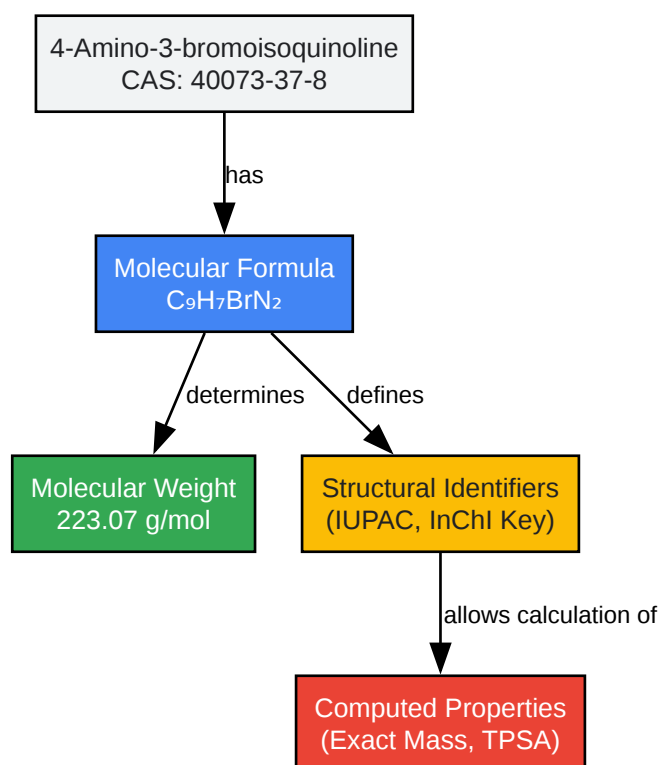 4-Amino-3-bromoisoquinoline
CAS: 40073-37-8
has
Molecular Formula
C₉H₇BrN₂
determines
defines
Molecular Weight
223.07 g/mol
Structural Identifiers
(IUPAC, InChI Key)
allows calculation of
Computed Properties
(Exact Mass, TPSA)